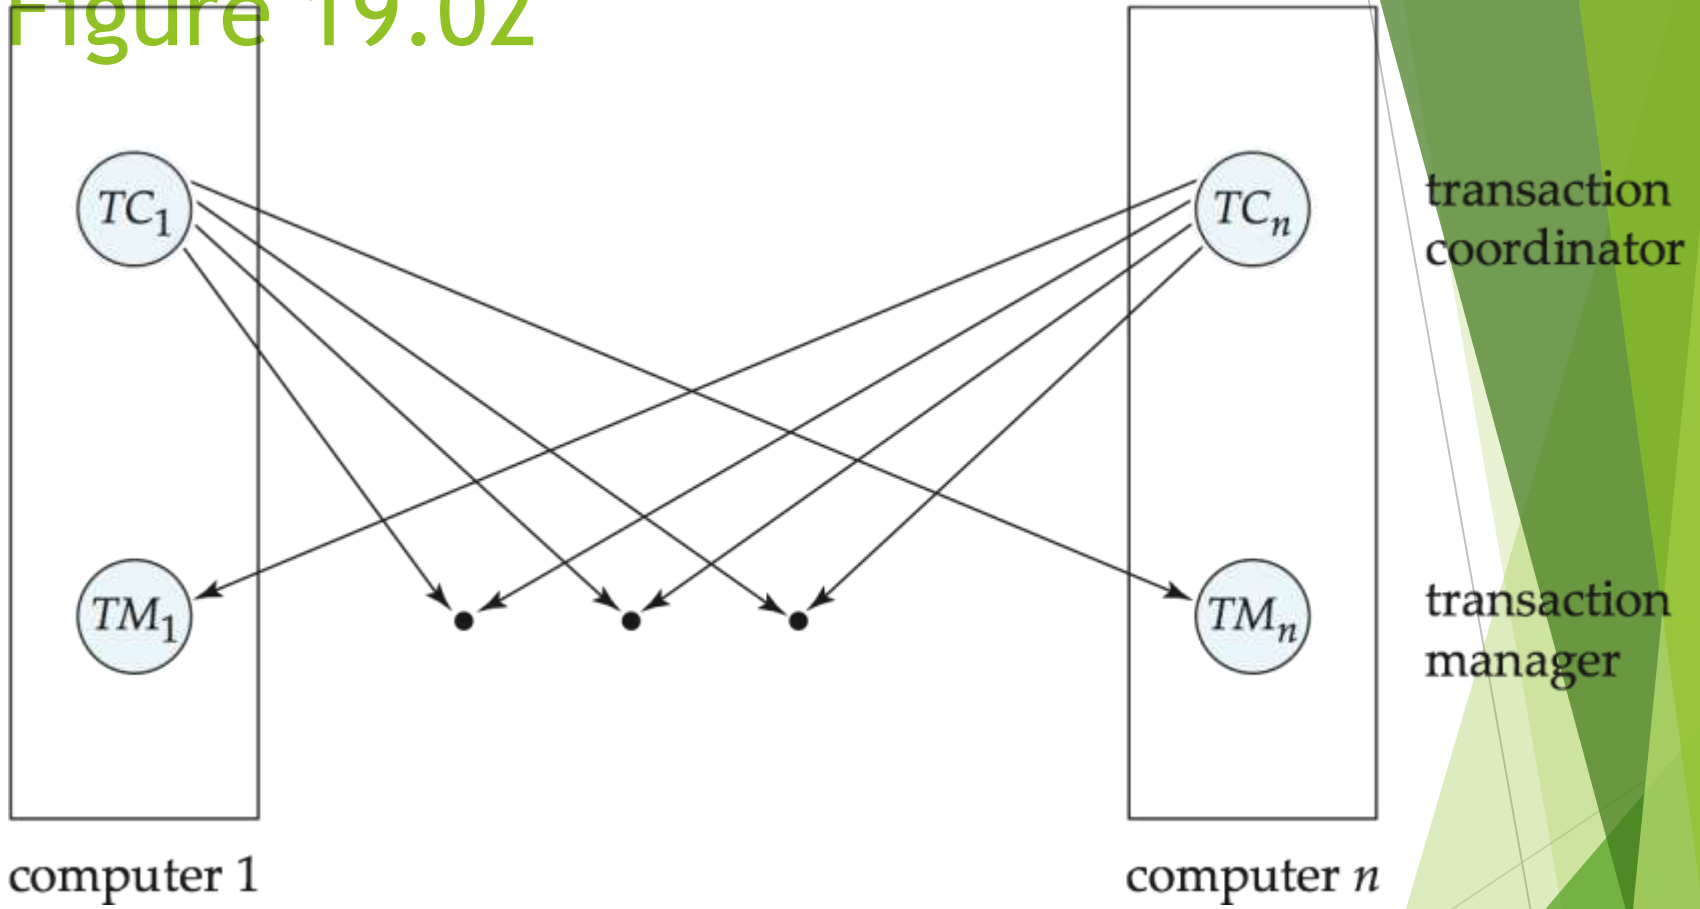 Figure 19.02
TC1
TCn
transaction
coordinator
TM1
TMn
transaction
manager
computer 1
computer n